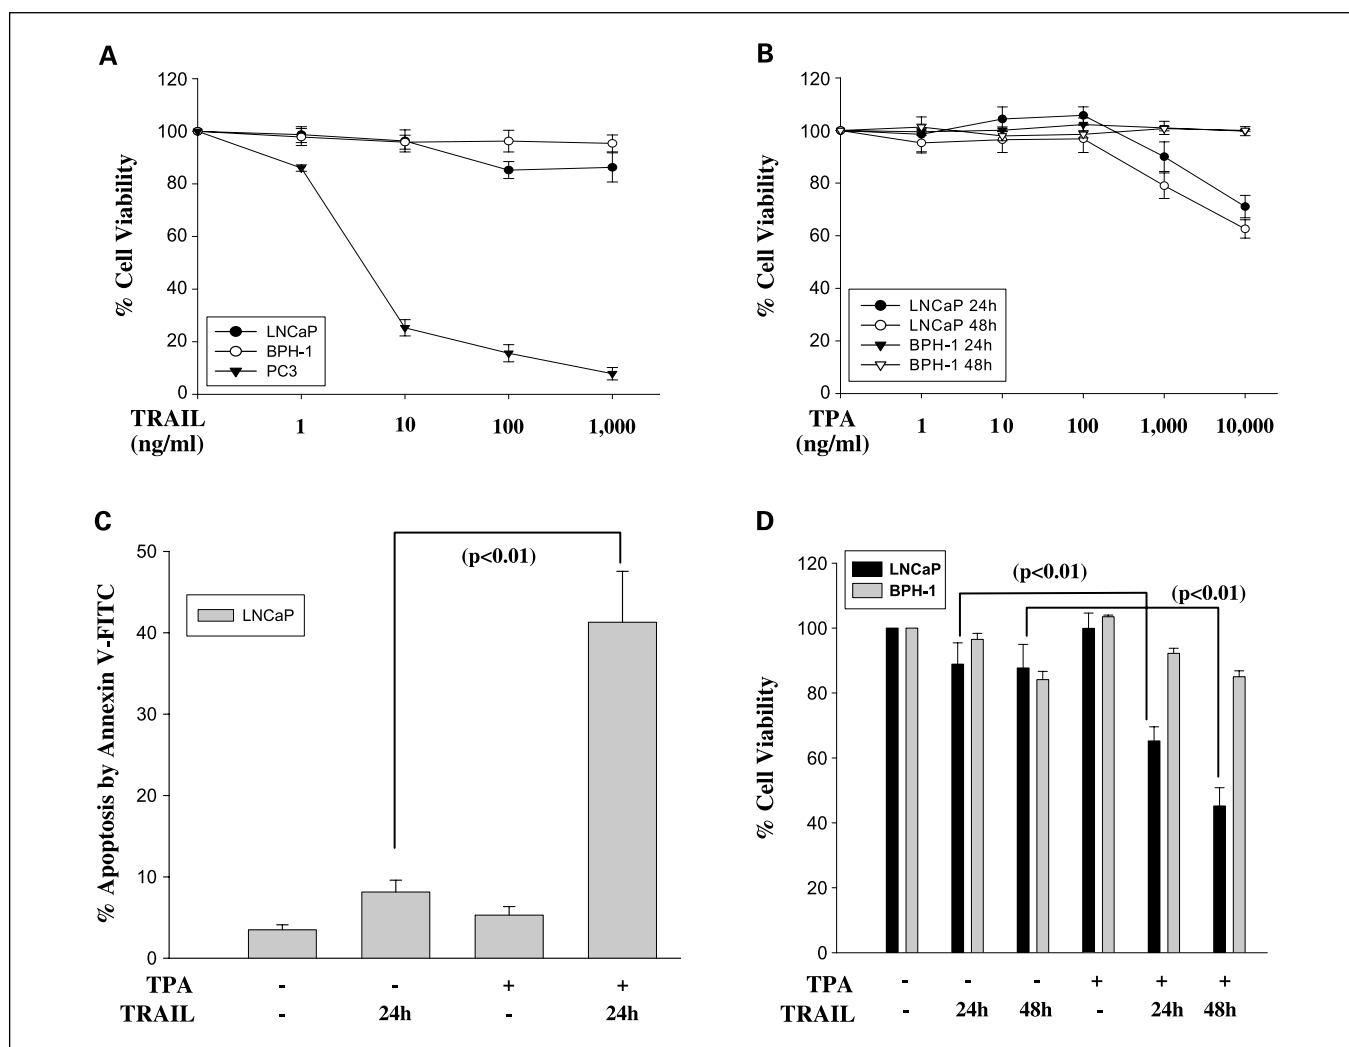 A
120
100
80
60
40
20
0
% Cell Viability
LNCaP
BPH-1
PC3
TRAIL
(ng/ml)
1 10 100 1,000
B
120
100
80
60
40
20
0
% Cell Viability
LNCaP 24h
LNCaP 48h
BPH-1 24h
BPH-1 48h
TPA
(ng/ml)
1 10 100 1,000 10,000
C
50
40
30
20
10
0
% Apoptosis by Annexin V-FITC
(p<0.01)
LNCaP
TPA - - + +
TRAIL - 24h - 24h
D
120
100
80
60
40
20
0
% Cell Viability
LNCaP
BPH-1
(p<0.01)
(p<0.01)
TPA - - - + + +
TRAIL - 24h 48h - 24h 48h